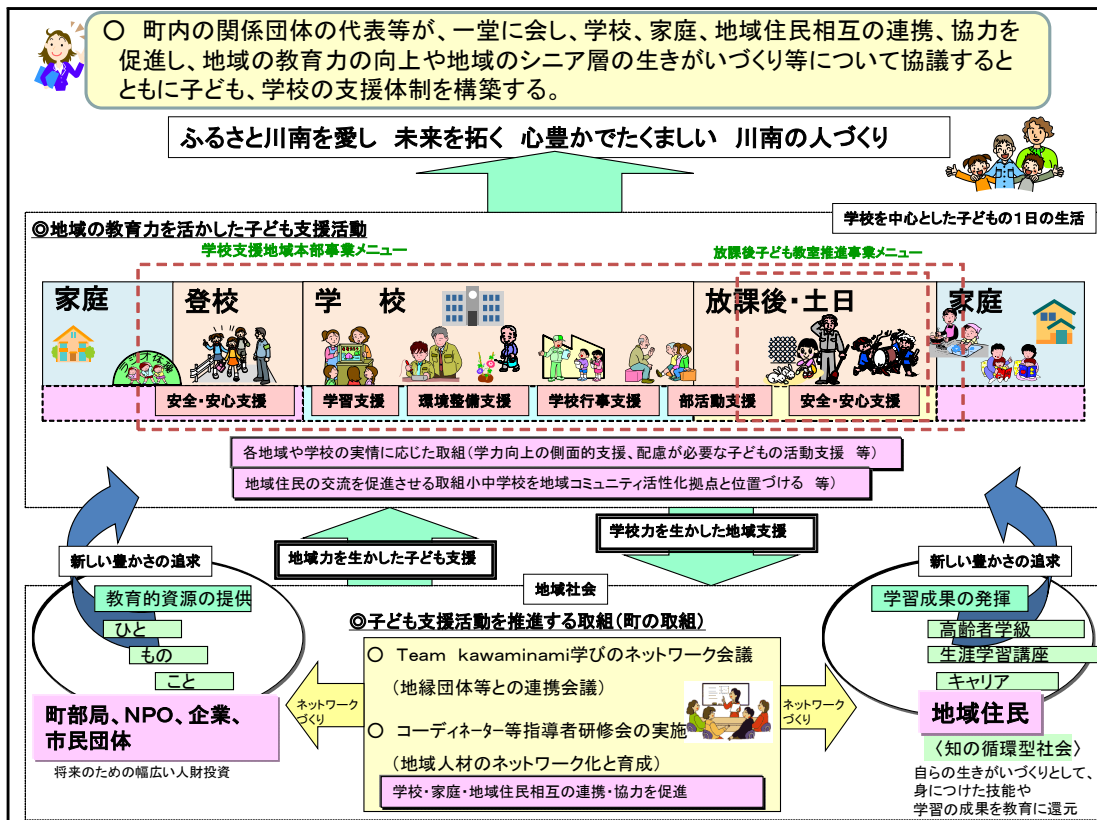 ○ 町内の関係団体の代表等が、一堂に会し、学校、家庭、地域住民相互の連携、協力を
促進し、地域の教育力の向上や地域のシニア層の生きがいづくり等について協議すると
ともに子ども、学校の支援体制を構築する。
ふるさと川南を愛し 未来を拓く 心豊かでたくましい 川南の人づくり
学校を中心とした子どもの1日の生活
◎地域の教育力を活かした子ども支援活動
学校支援地域本部事業メニュー
放課後子ども教室推進事業メニュー
家庭
登校
学 校
放課後・土日
家庭
ラジオ体操
安全・安心支援
学習支援
環境整備支援
学校行事支援
部活動支援
安全・安心支援
各地域や学校の実情に応じた取組(学力向上の側面的支援、配慮が必要な子どもの活動支援 等)
地域住民の交流を促進させる取組小中学校を地域コミュニティ活性化拠点と位置づける 等)
地域力を生かした子ども支援
学校力を生かした地域支援
地域社会
新しい豊かさの追求
教育的資源の提供
ひと
もの
こと
町部局、NPO、企業、
市民団体
将来のための幅広い人財投資
ネットワーク
づくり
◎子ども支援活動を推進する取組(町の取組)
○ Team kawaminami学びのネットワーク会議
(地縁団体等との連携会議)
○ コーディネーター等指導者研修会の実施
(地域人材のネットワーク化と育成)
学校・家庭・地域住民相互の連携・協力を促進
ネットワーク
づくり
新しい豊かさの追求
学習成果の発揮
高齢者学級
生涯学習講座
キャリア
地域住民
〈知の循環型社会〉
自らの生きがいづくりとして、
身につけた技能や
学習の成果を教育に還元